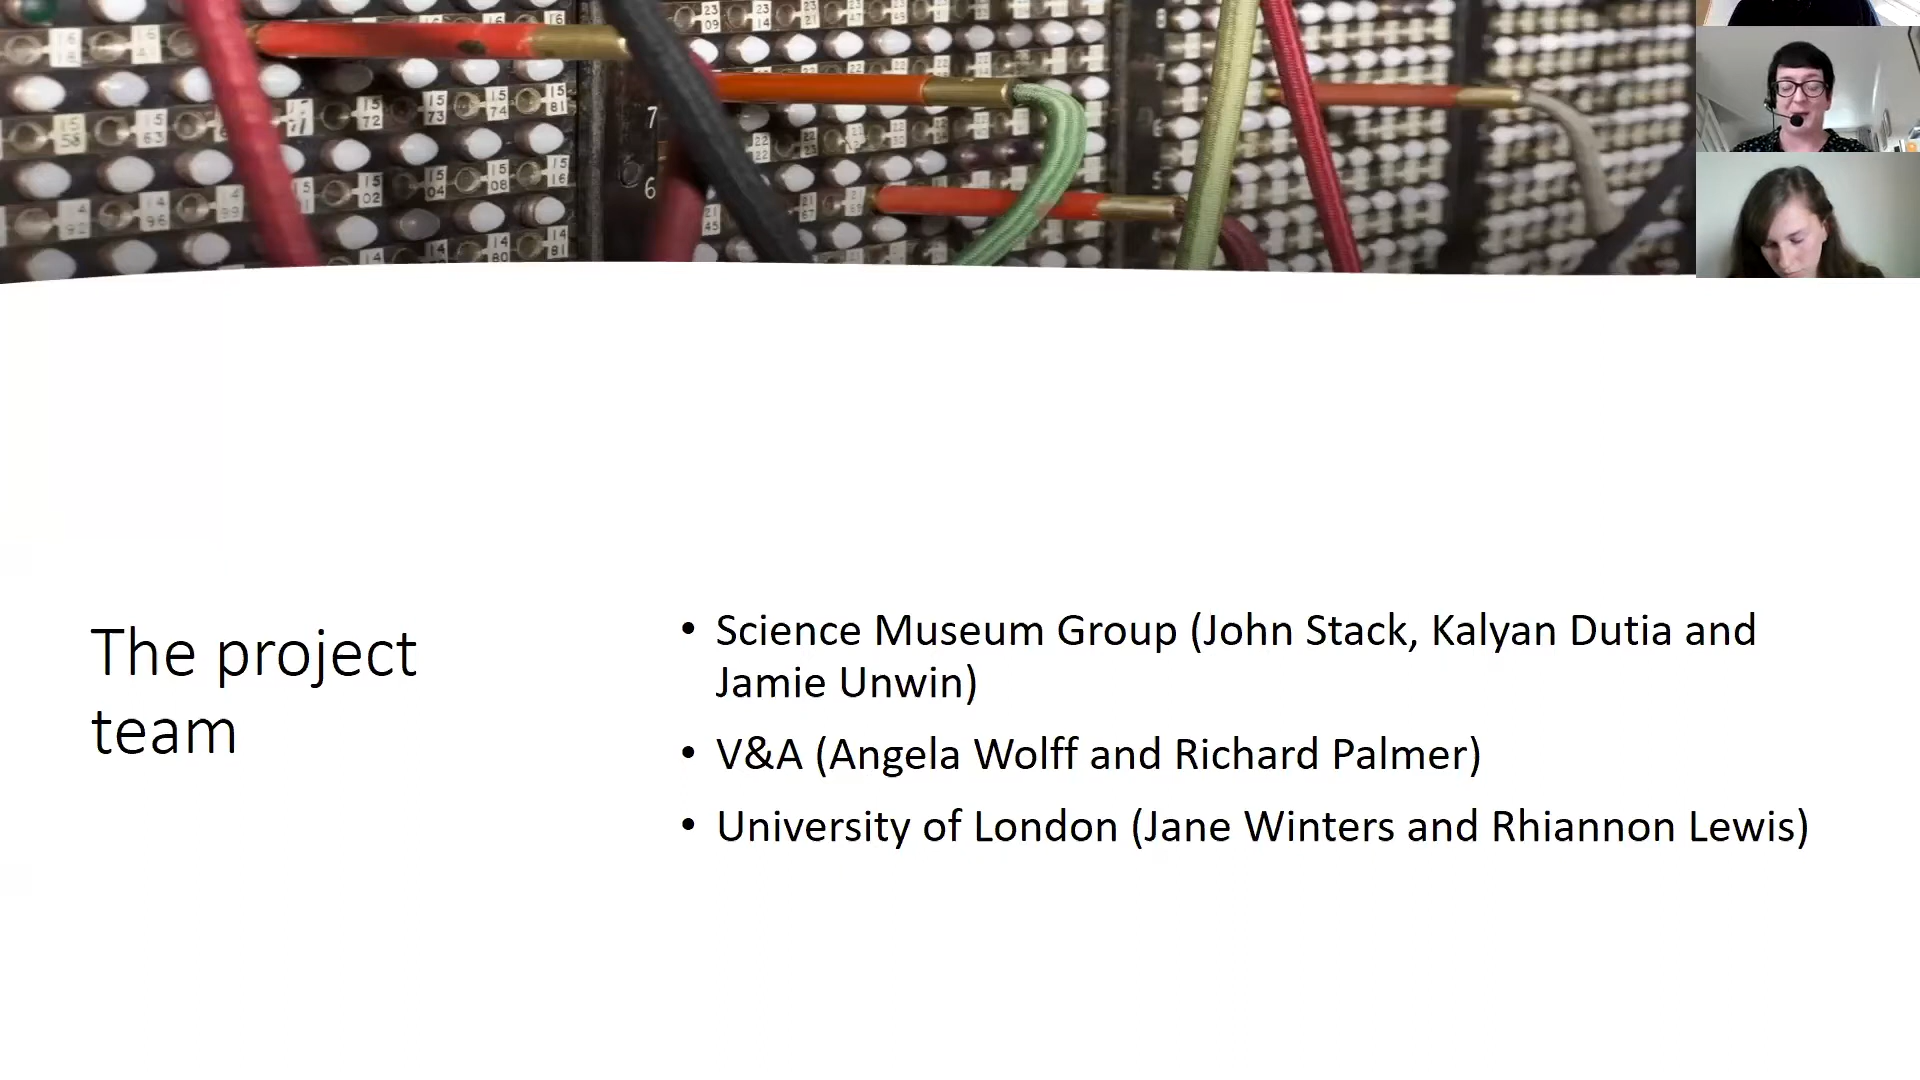 The project
team
• Science Museum Group (John Stack, Kalyan Dutia and
Jamie Unwin)
• V&A (Angela Wolff and Richard Palmer)
• University of London (Jane Winters and Rhiannon Lewis)